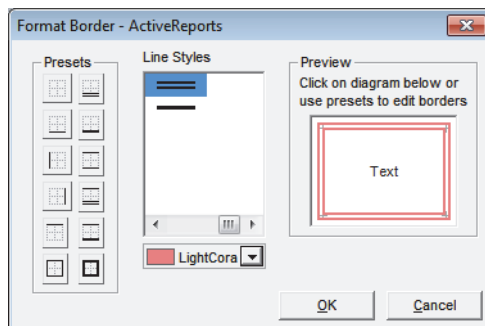 Format Border - ActiveReports
Presets
Line Styles
Preview
Click on diagram below or
use presets to edit borders
Text
LightCora
OK
Cancel